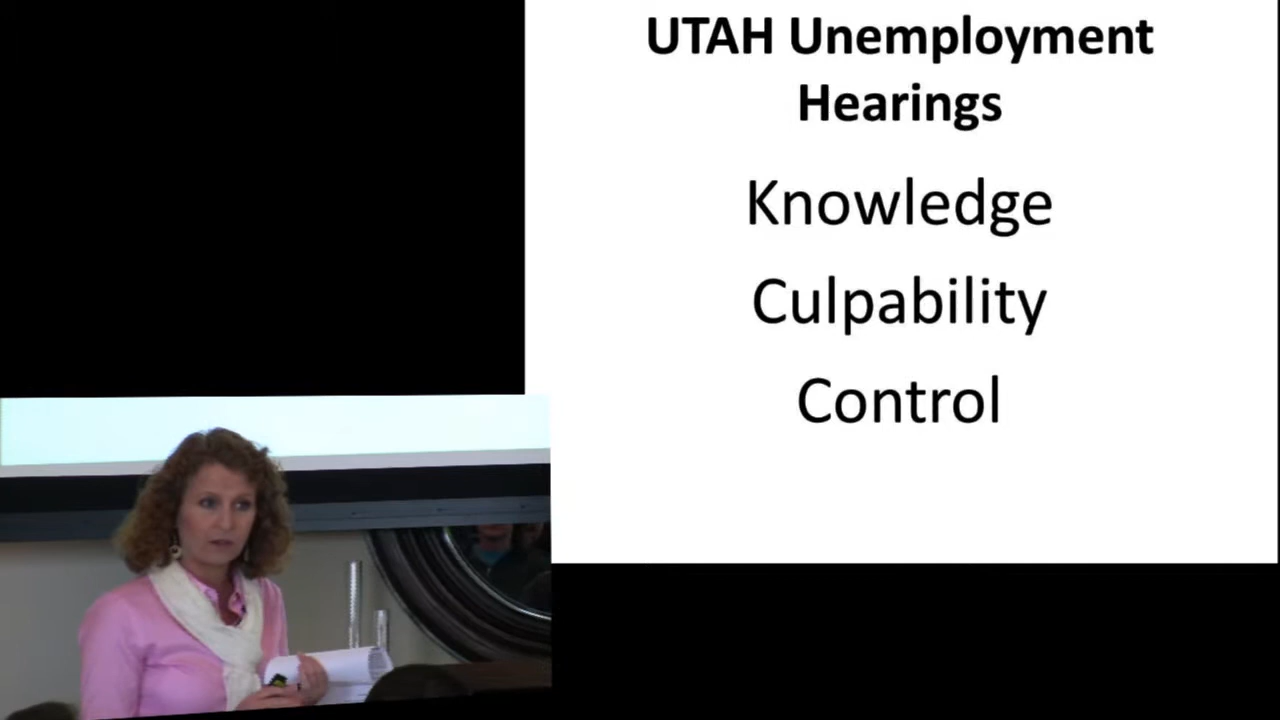 UTAH Unemployment
Hearings
Knowledge
Culpability
Control